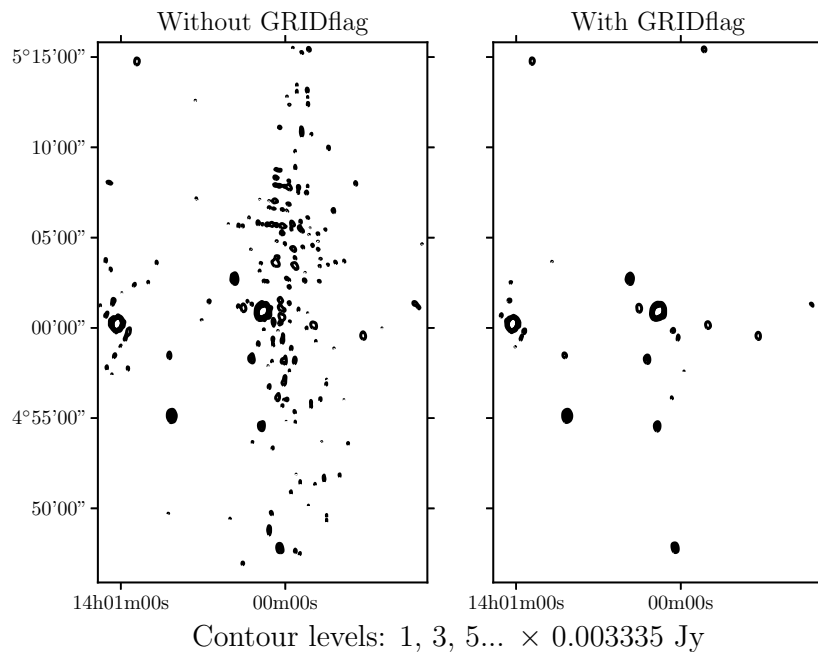 Without GRIDflag
With GRIDflag
5°15′00″
10′00″
05′00″
00′00″
4°55′00″
50′00″
14h01m00s
00m00s
14h01m00s
00m00s
Contour levels: 1, 3, 5... × 0.003335 Jy